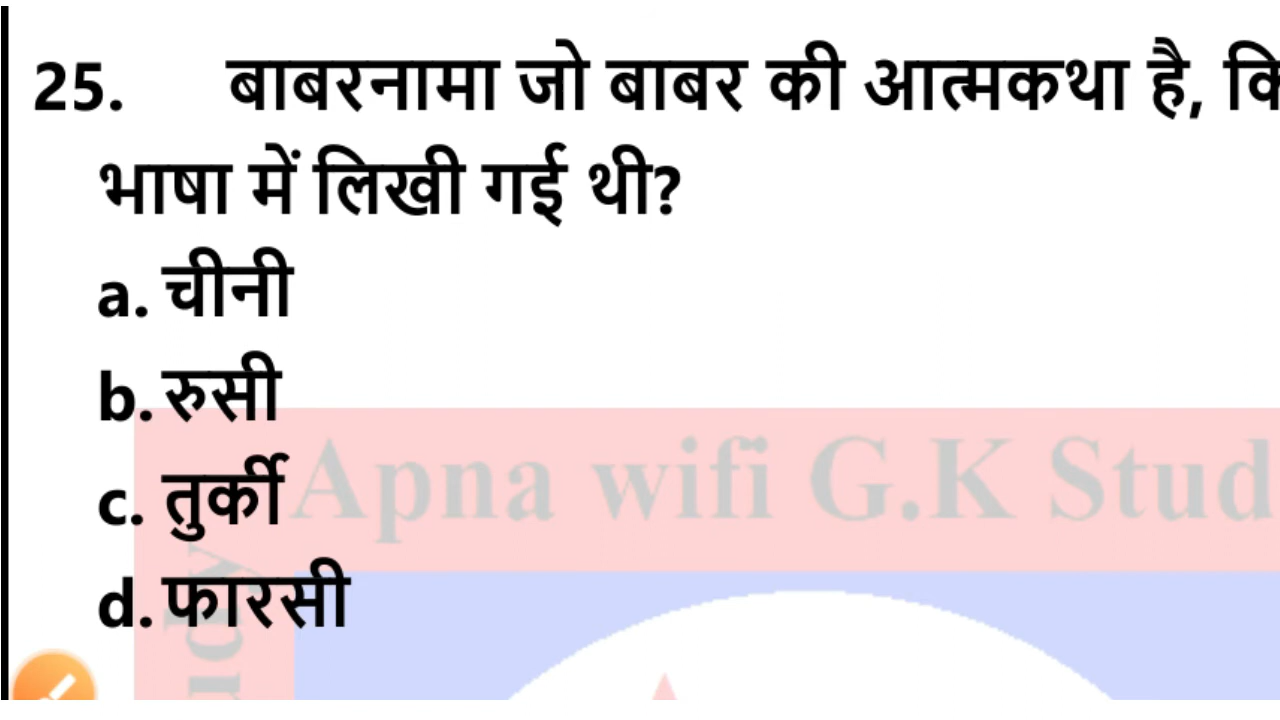 25. बाबरनामा जो बाबर की आत्मकथा है, कि
भाषा में लिखी गई थी?
a. चीनी
b. रुसी
c. तुर्की
d. फारसी
Apna wifi G.K Stud